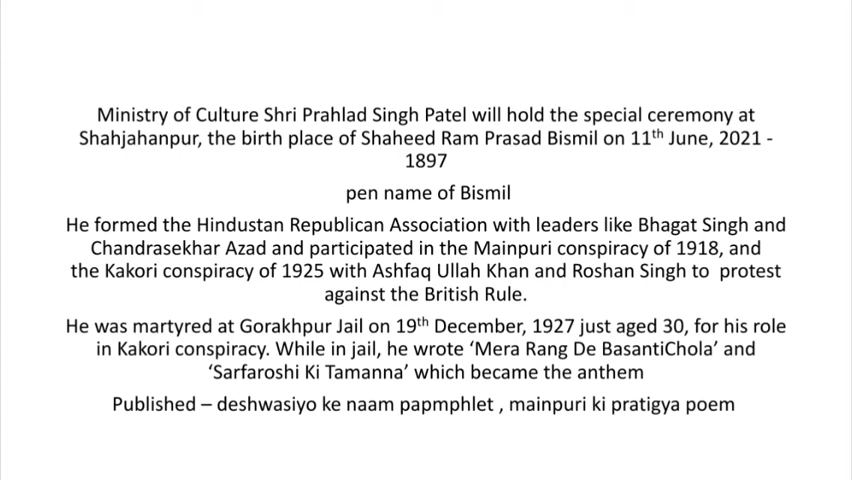 Ministry of Culture Shri Prahlad Singh Patel will hold the special ceremony at
Shahjahanpur, the birth place of Shaheed Ram Prasad Bismil on 11th June, 2021 -
1897
pen name of Bismil
He formed the Hindustan Republican Association with leaders like Bhagat Singh and
Chandrasekhar Azad and participated in the Mainpuri conspiracy of 1918, and
the Kakori conspiracy of 1925 with Ashfaq Ullah Khan and Roshan Singh to protest
against the British Rule.
He was martyred at Gorakhpur Jail on 19th December, 1927 just aged 30, for his role
in Kakori conspiracy. While in jail, he wrote ‘Mera Rang De BasantiChola’ and
‘Sarfaroshi Ki Tamanna’ which became the anthem
Published – deshwasiyo ke naam papmphlet , mainpuri ki pratigya poem